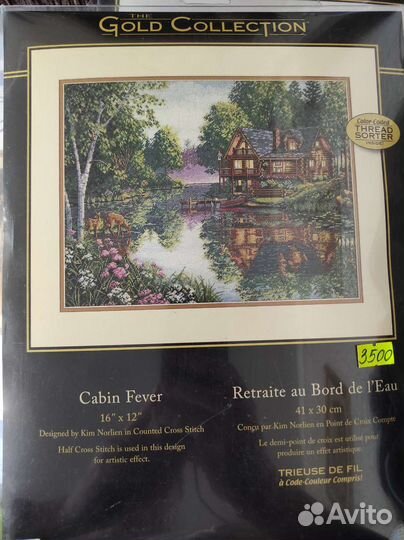 THE
GOLD COLLECTION
Color-Coded
THREAD
SORTER
INSIDE!
3500
Cabin Fever
16" x 12"
Designed by Kim Norlien in Counted Cross Stitch
Half Cross Stitch is used in this design
for artistic effect.
Retraite au Bord de l'Eau
41 x 30 cm
Conçu par Kim Norlien en Point de Croix Compté
Le demi-point de croix est utilisé pour
produire un effet artistique.
TRIEUSE DE FIL
à Code-Couleur Compris!
Avito